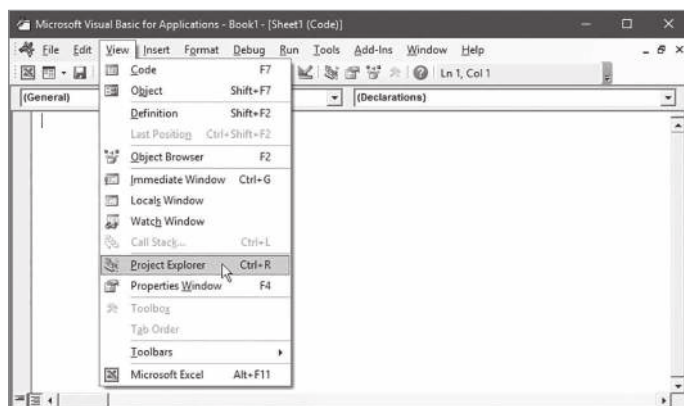 Microsoft Visual Basic for Applications - Book1 - [Sheet1 (Code)]
File Edit View Insert Format Debug Run Tools Add-Ins Window Help
Ln 1, Col 1
(General) (Declarations)
Code F7
Object Shift+F7
Definition Shift+F2
Last Position Ctrl+Shift+F2
Object Browser F2
Immediate Window Ctrl+G
Locals Window
Watch Window
Call Stack... Ctrl+L
Project Explorer Ctrl+R
Properties Window F4
Toolbox
Tab Order
Toolbars
Microsoft Excel Alt+F11